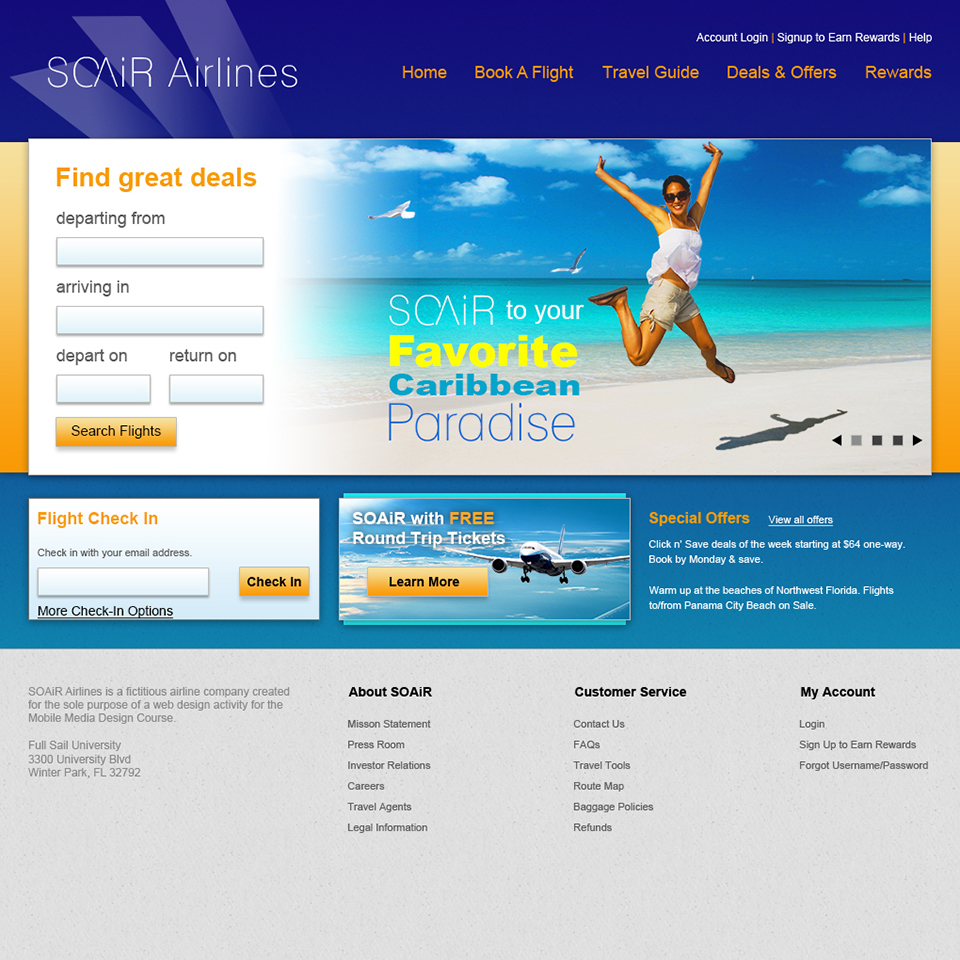 Account Login | Signup to Earn Rewards | Help
SOAiR Airlines
Home Book A Flight Travel Guide Deals & Offers Rewards
Find great deals
departing from
arriving in
depart on return on
Search Flights
SOAiR to your
Favorite
Caribbean
Paradise
Flight Check In
Check in with your email address.
Check In
More Check-In Options
SOAiR with FREE
Round Trip Tickets
Learn More
Special Offers View all offers
Click n' Save deals of the week starting at $64 one-way.
Book by Monday & save.
Warm up at the beaches of Northwest Florida. Flights
to/from Panama City Beach on Sale.
SOAiR Airlines is a fictitious airline company created
for the sole purpose of a web design activity for the
Mobile Media Design Course.
Full Sail University
3300 University Blvd
Winter Park, FL 32792
About SOAiR
Misson Statement
Press Room
Investor Relations
Careers
Travel Agents
Legal Information
Customer Service
Contact Us
FAQs
Travel Tools
Route Map
Baggage Policies
Refunds
My Account
Login
Sign Up to Earn Rewards
Forgot Username/Password